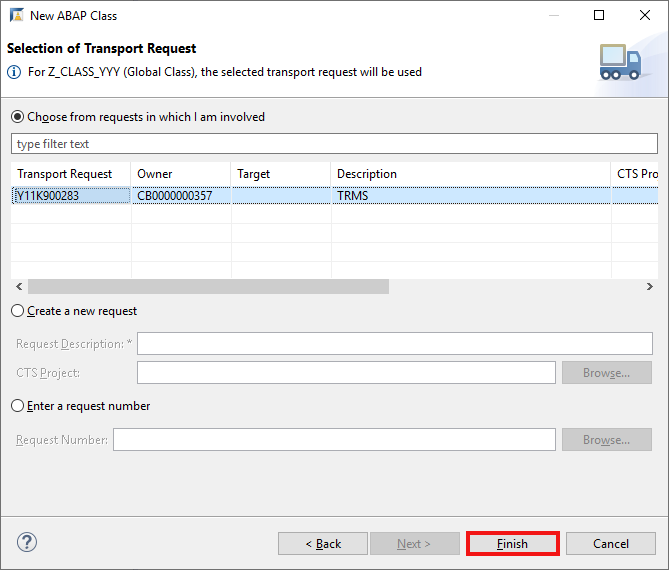 New ABAP Class
Selection of Transport Request
For Z_CLASS_YYY (Global Class), the selected transport request will be used
Choose from requests in which I am involved
type filter text
Transport Request Owner Target Description CTS Pro
Y11K900283 CB0000000357 TRMS
Create a new request
Request Description: *
CTS Project:
Browse...
Enter a request number
Request Number:
Browse...
? < Back Next > Finish Cancel